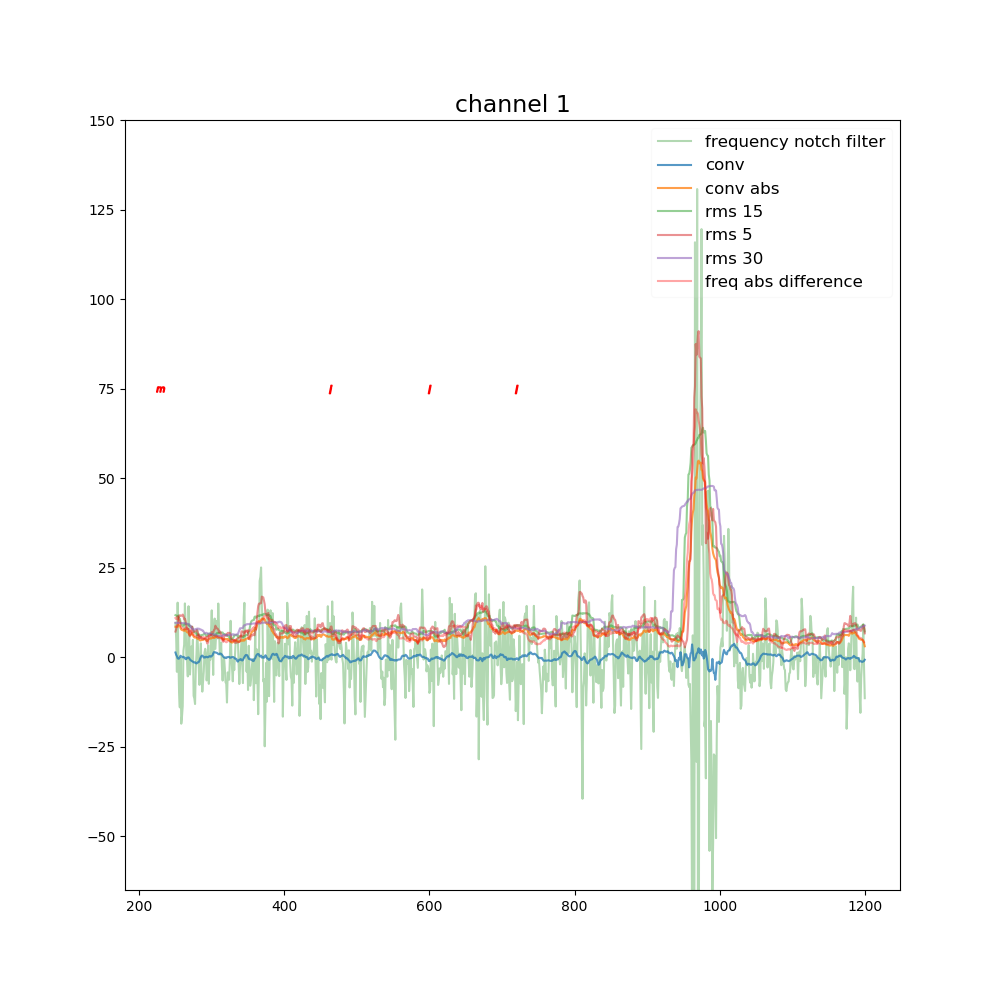 channel 1
150
125
100
75
50
25
0
−25
−50
200 400 600 800 1000 1200
frequency notch filter
conv
conv abs
rms 15
rms 5
rms 30
freq abs difference
m l l l